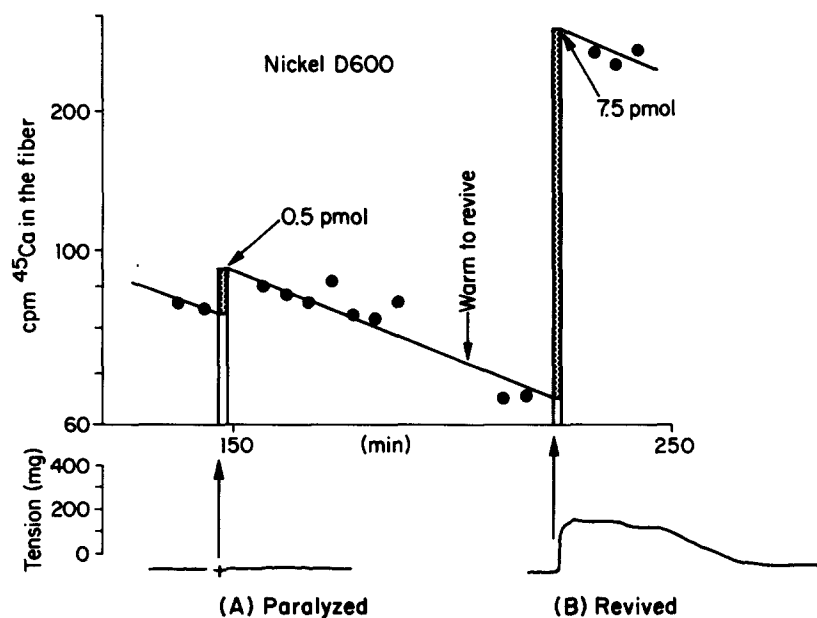 Nickel D600
cpm ⁴⁵Ca in the fiber
200
100
60
0.5 pmol
Warm to revive
7.5 pmol
150
(min)
250
Tension (mg)
400
200
0
(A) Paralyzed
(B) Revived